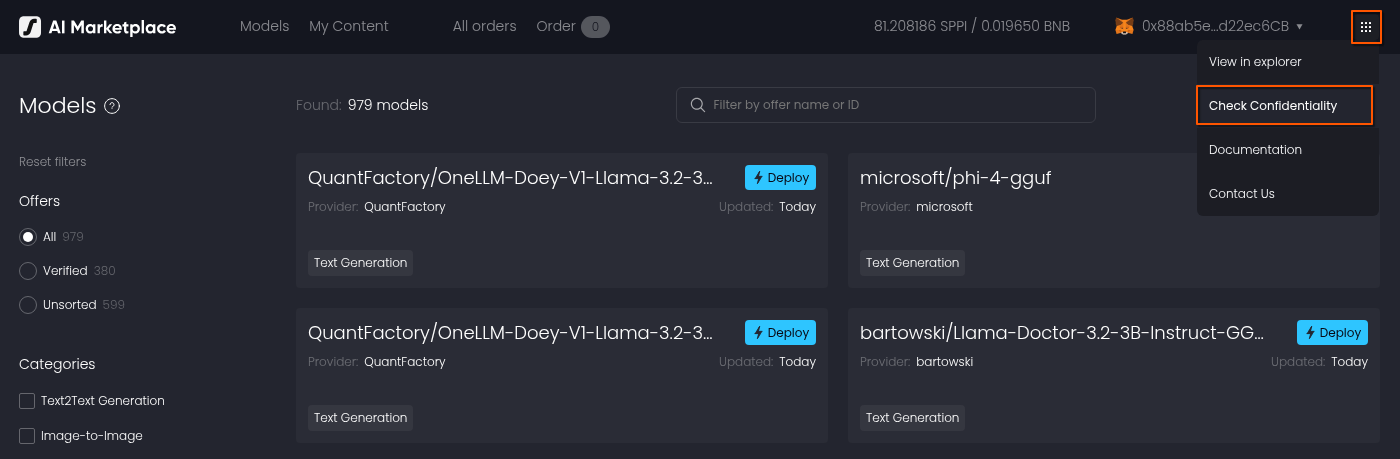 AI Marketplace
Models My Content All orders Order 0 81.208186 SPPI / 0.019650 BNB 0x88ab5e...d22ec6CB
View in explorer
Check Confidentiality
Documentation
Contact Us
Models ?
Found: 979 models
Filter by offer name or ID
Reset filters
Offers
All 979
Verified 380
Unsorted 599
Categories
Text2Text Generation
Image-to-Image
QuantFactory/OneLLM-Doey-V1-Llama-3.2-3... Deploy
Provider: QuantFactory Updated: Today
Text Generation
microsoft/phi-4-gguf
Provider: microsoft
Text Generation
QuantFactory/OneLLM-Doey-V1-Llama-3.2-3... Deploy
Provider: QuantFactory Updated: Today
Text Generation
bartowski/Llama-Doctor-3.2-3B-Instruct-GG... Deploy
Provider: bartowski Updated: Today
Text Generation